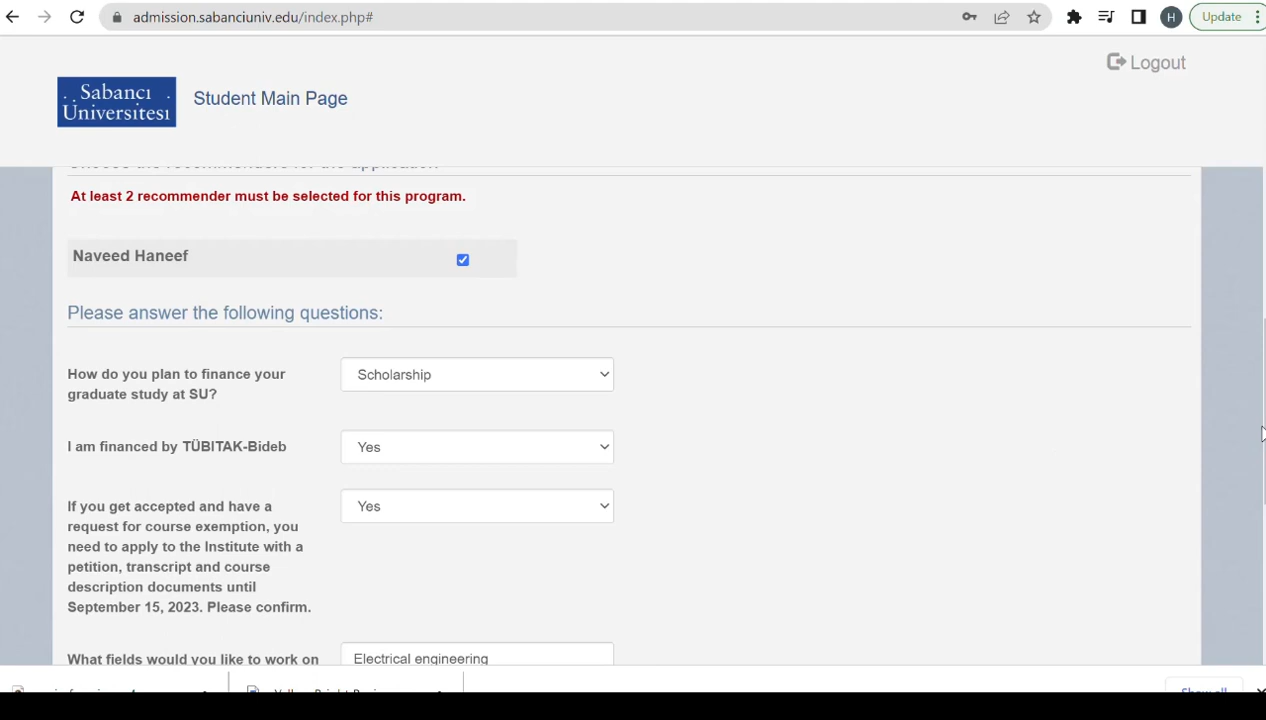 admission.sabanciuniv.edu/index.php#
H
Update
Logout
Sabancı
Üniversitesi
Student Main Page
At least 2 recommender must be selected for this program.
Naveed Haneef
Please answer the following questions:
How do you plan to finance your
graduate study at SU?
Scholarship
I am financed by TÜBITAK-Bideb
Yes
If you get accepted and have a
request for course exemption, you
need to apply to the Institute with a
petition, transcript and course
description documents until
September 15, 2023. Please confirm.
Yes
What fields would you like to work on
Electrical engineering
Show all